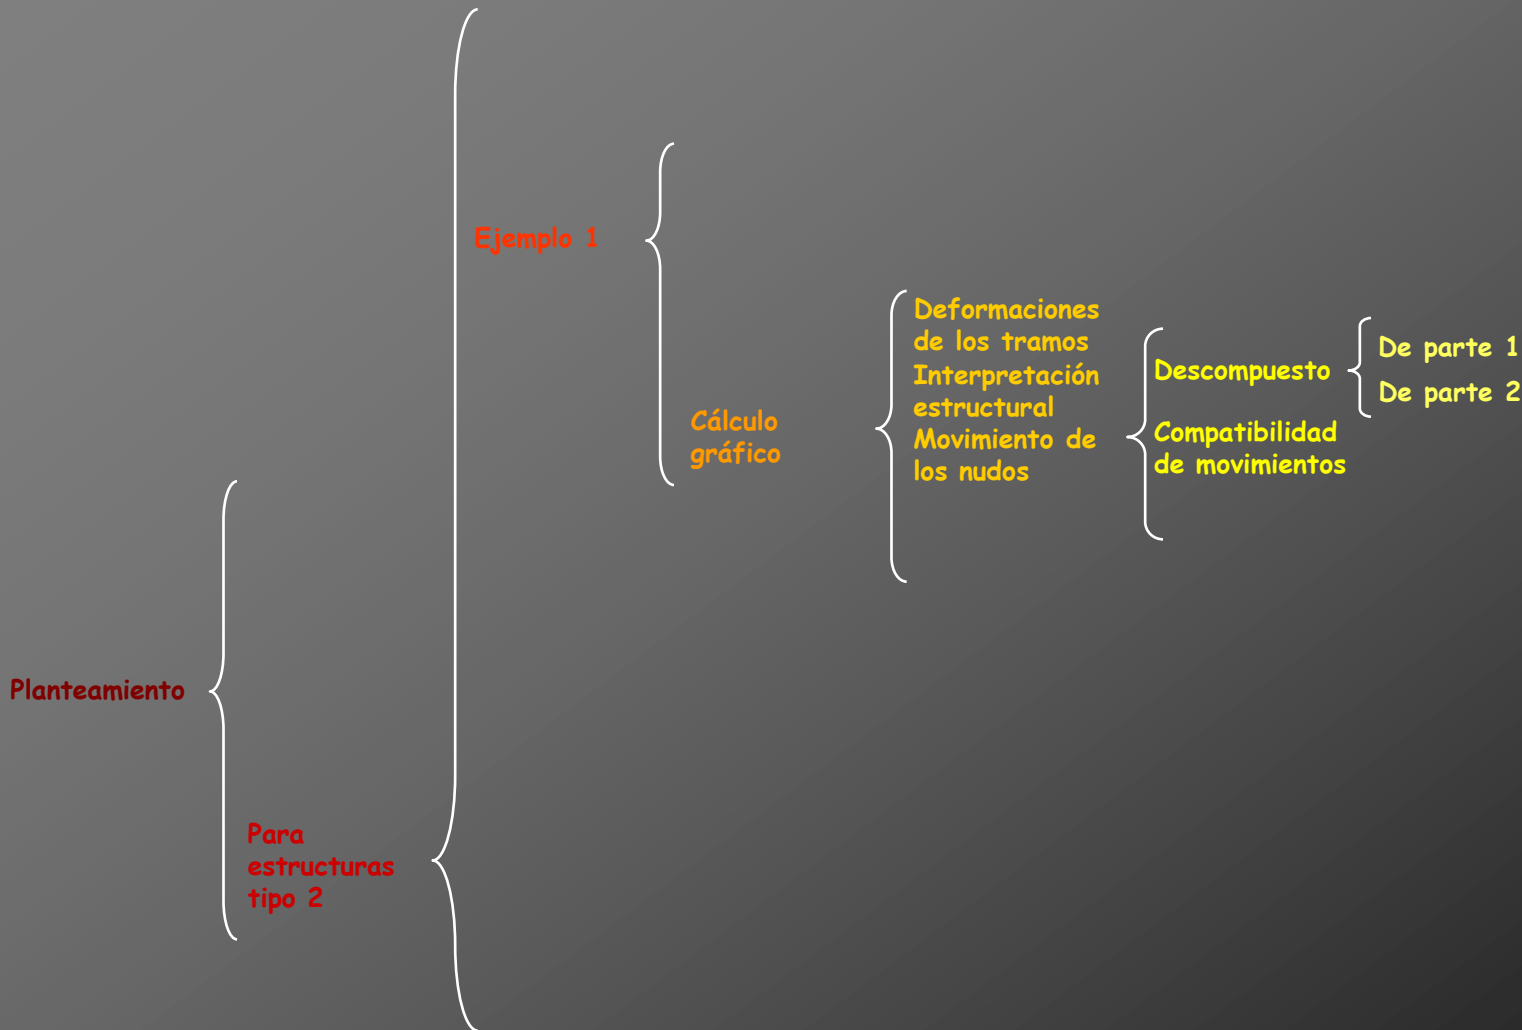 Planteamiento
Para
estructuras
tipo 2
Ejemplo 1
Cálculo
gráfico
Deformaciones
de los tramos
Interpretación
estructural
Movimiento de
los nudos
Descompuesto
Compatibilidad
de movimientos
De parte 1
De parte 2